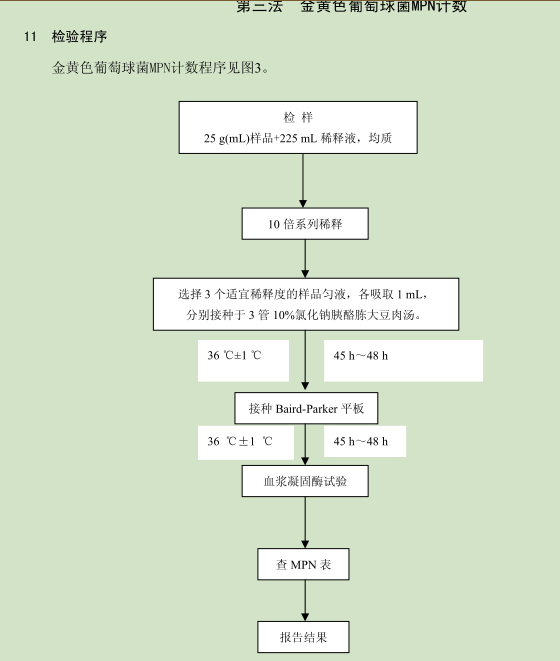 第三法 金黄色葡萄球菌MPN计数
11 检验程序
金黄色葡萄球菌MPN计数程序见图3。
检 样
25 g(mL)样品+225 mL 稀释液，均质
10 倍系列稀释
选择 3 个适宜稀释度的样品匀液，各吸取 1 mL，
分别接种于 3 管 10%氯化钠胰酪胨大豆肉汤。
36 ℃±1 ℃ 45 h～48 h
接种 Baird-Parker 平板
36 ℃±1 ℃ 45 h～48 h
血浆凝固酶试验
查 MPN 表
报告结果